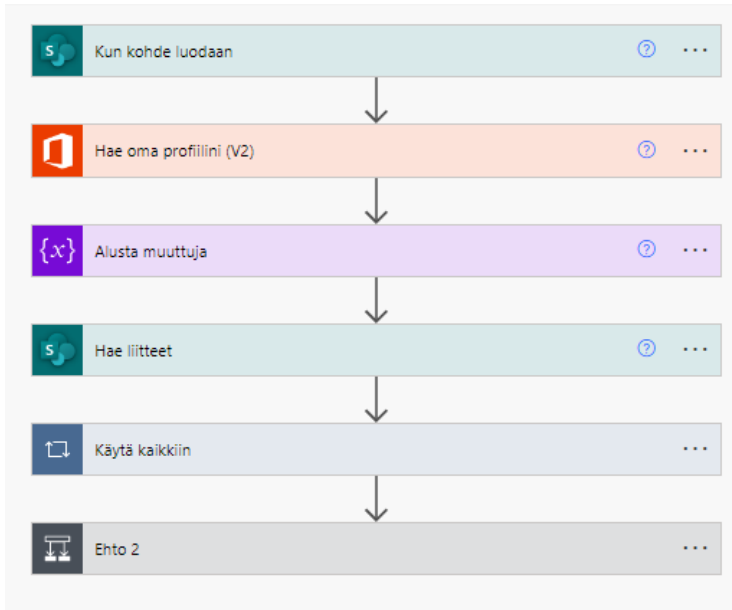 Kun kohde luodaan
Hae oma profiilini (V2)
{x} Alusta muuttuja
Hae liitteet
Käytä kaikkiin
Ehto 2